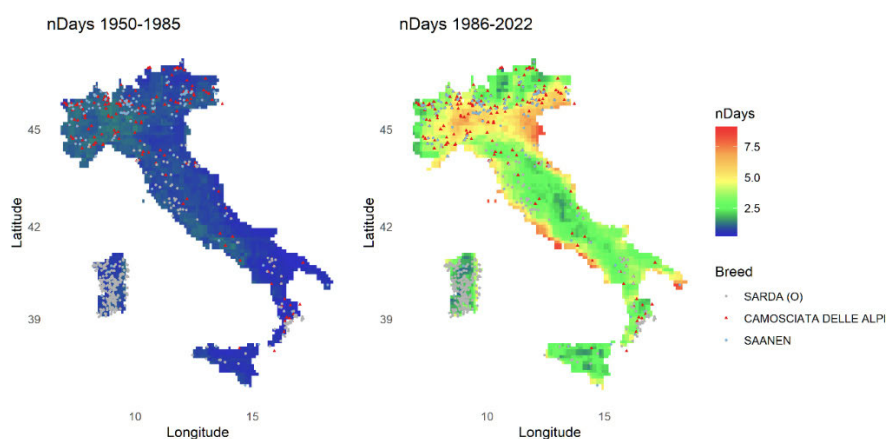 nDays 1950-1985
nDays 1986-2022
Latitude
45
42
39
10
15
Longitude
Latitude
45
42
39
10
15
Longitude
nDays
7.5
5.0
2.5
Breed
SARDA (O)
CAMOSCIATA DELLE ALPI
SAANEN